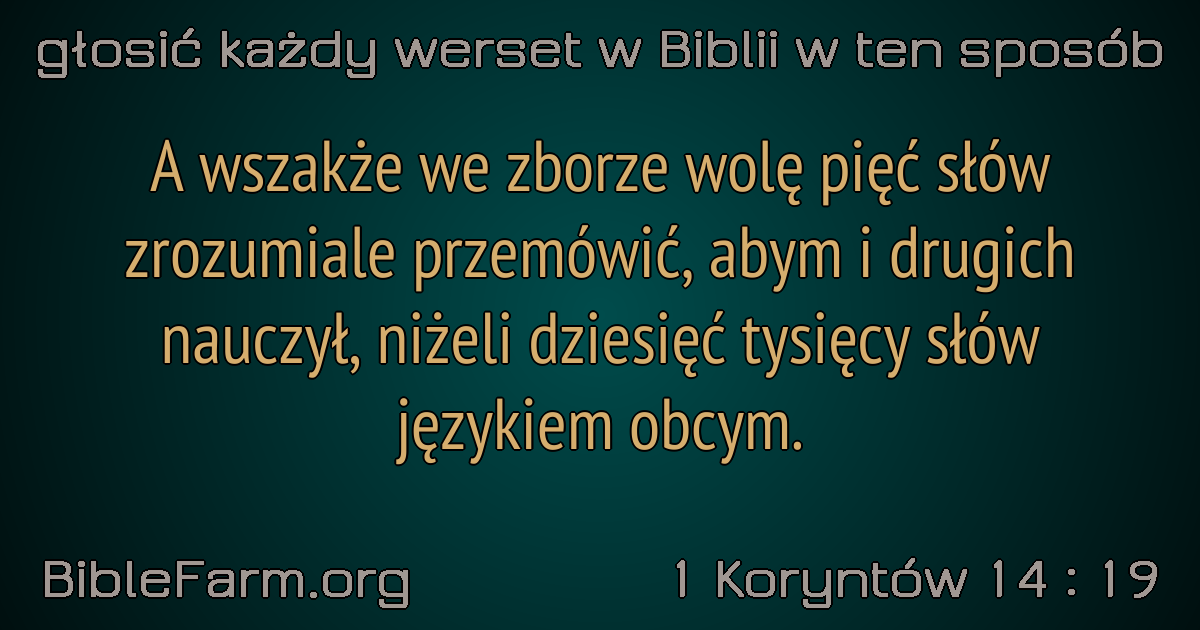 głosić każdy werset w Biblii w ten sposób
A wszakże we zborze wolę pięć słów
zrozumiale przemówić, abym i drugich
nauczył, niżeli dziesięć tysięcy słów
językiem obcym.
BibleFarm.org
1 Koryntów 14 : 19